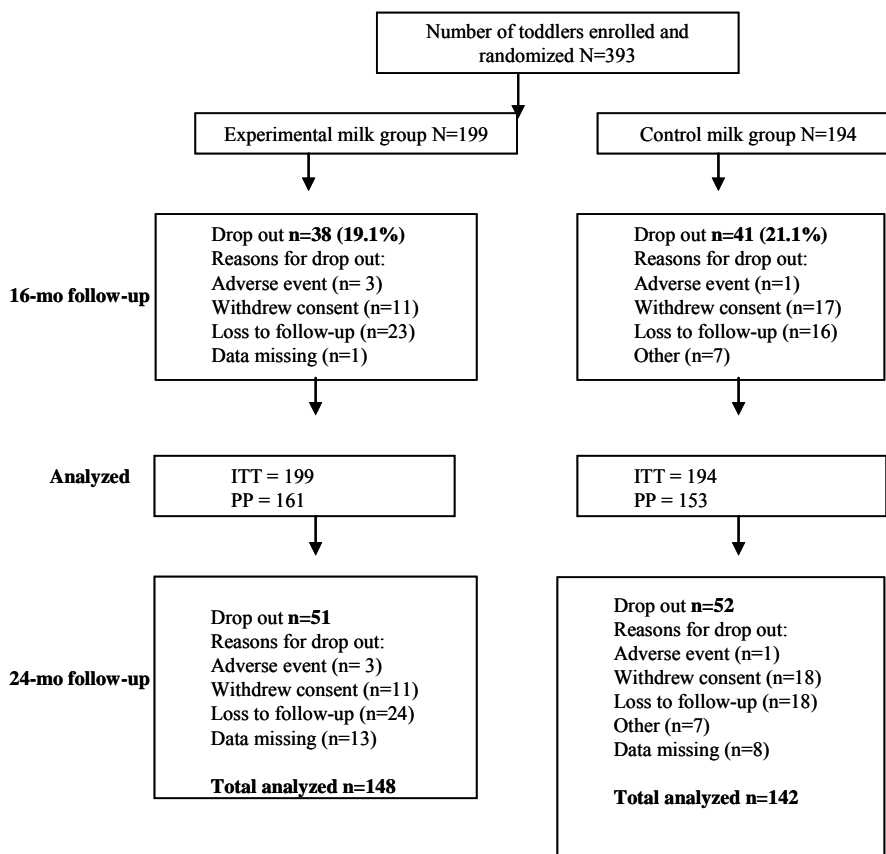 Number of toddlers enrolled and
randomized N=393
Experimental milk group N=199
Control milk group N=194
16-mo follow-up
Drop out n=38 (19.1%)
Reasons for drop out:
Adverse event (n= 3)
Withdrew consent (n=11)
Loss to follow-up (n=23)
Data missing (n=1)
Drop out n=41 (21.1%)
Reasons for drop out:
Adverse event (n=1)
Withdrew consent (n=17)
Loss to follow-up (n=16)
Other (n=7)
Analyzed
ITT = 199
PP = 161
ITT = 194
PP = 153
24-mo follow-up
Drop out n=51
Reasons for drop out:
Adverse event (n= 3)
Withdrew consent (n=11)
Loss to follow-up (n=24)
Data missing (n=13)
Total analyzed n=148
Drop out n=52
Reasons for drop out:
Adverse event (n=1)
Withdrew consent (n=18)
Loss to follow-up (n=18)
Other (n=7)
Data missing (n=8)
Total analyzed n=142